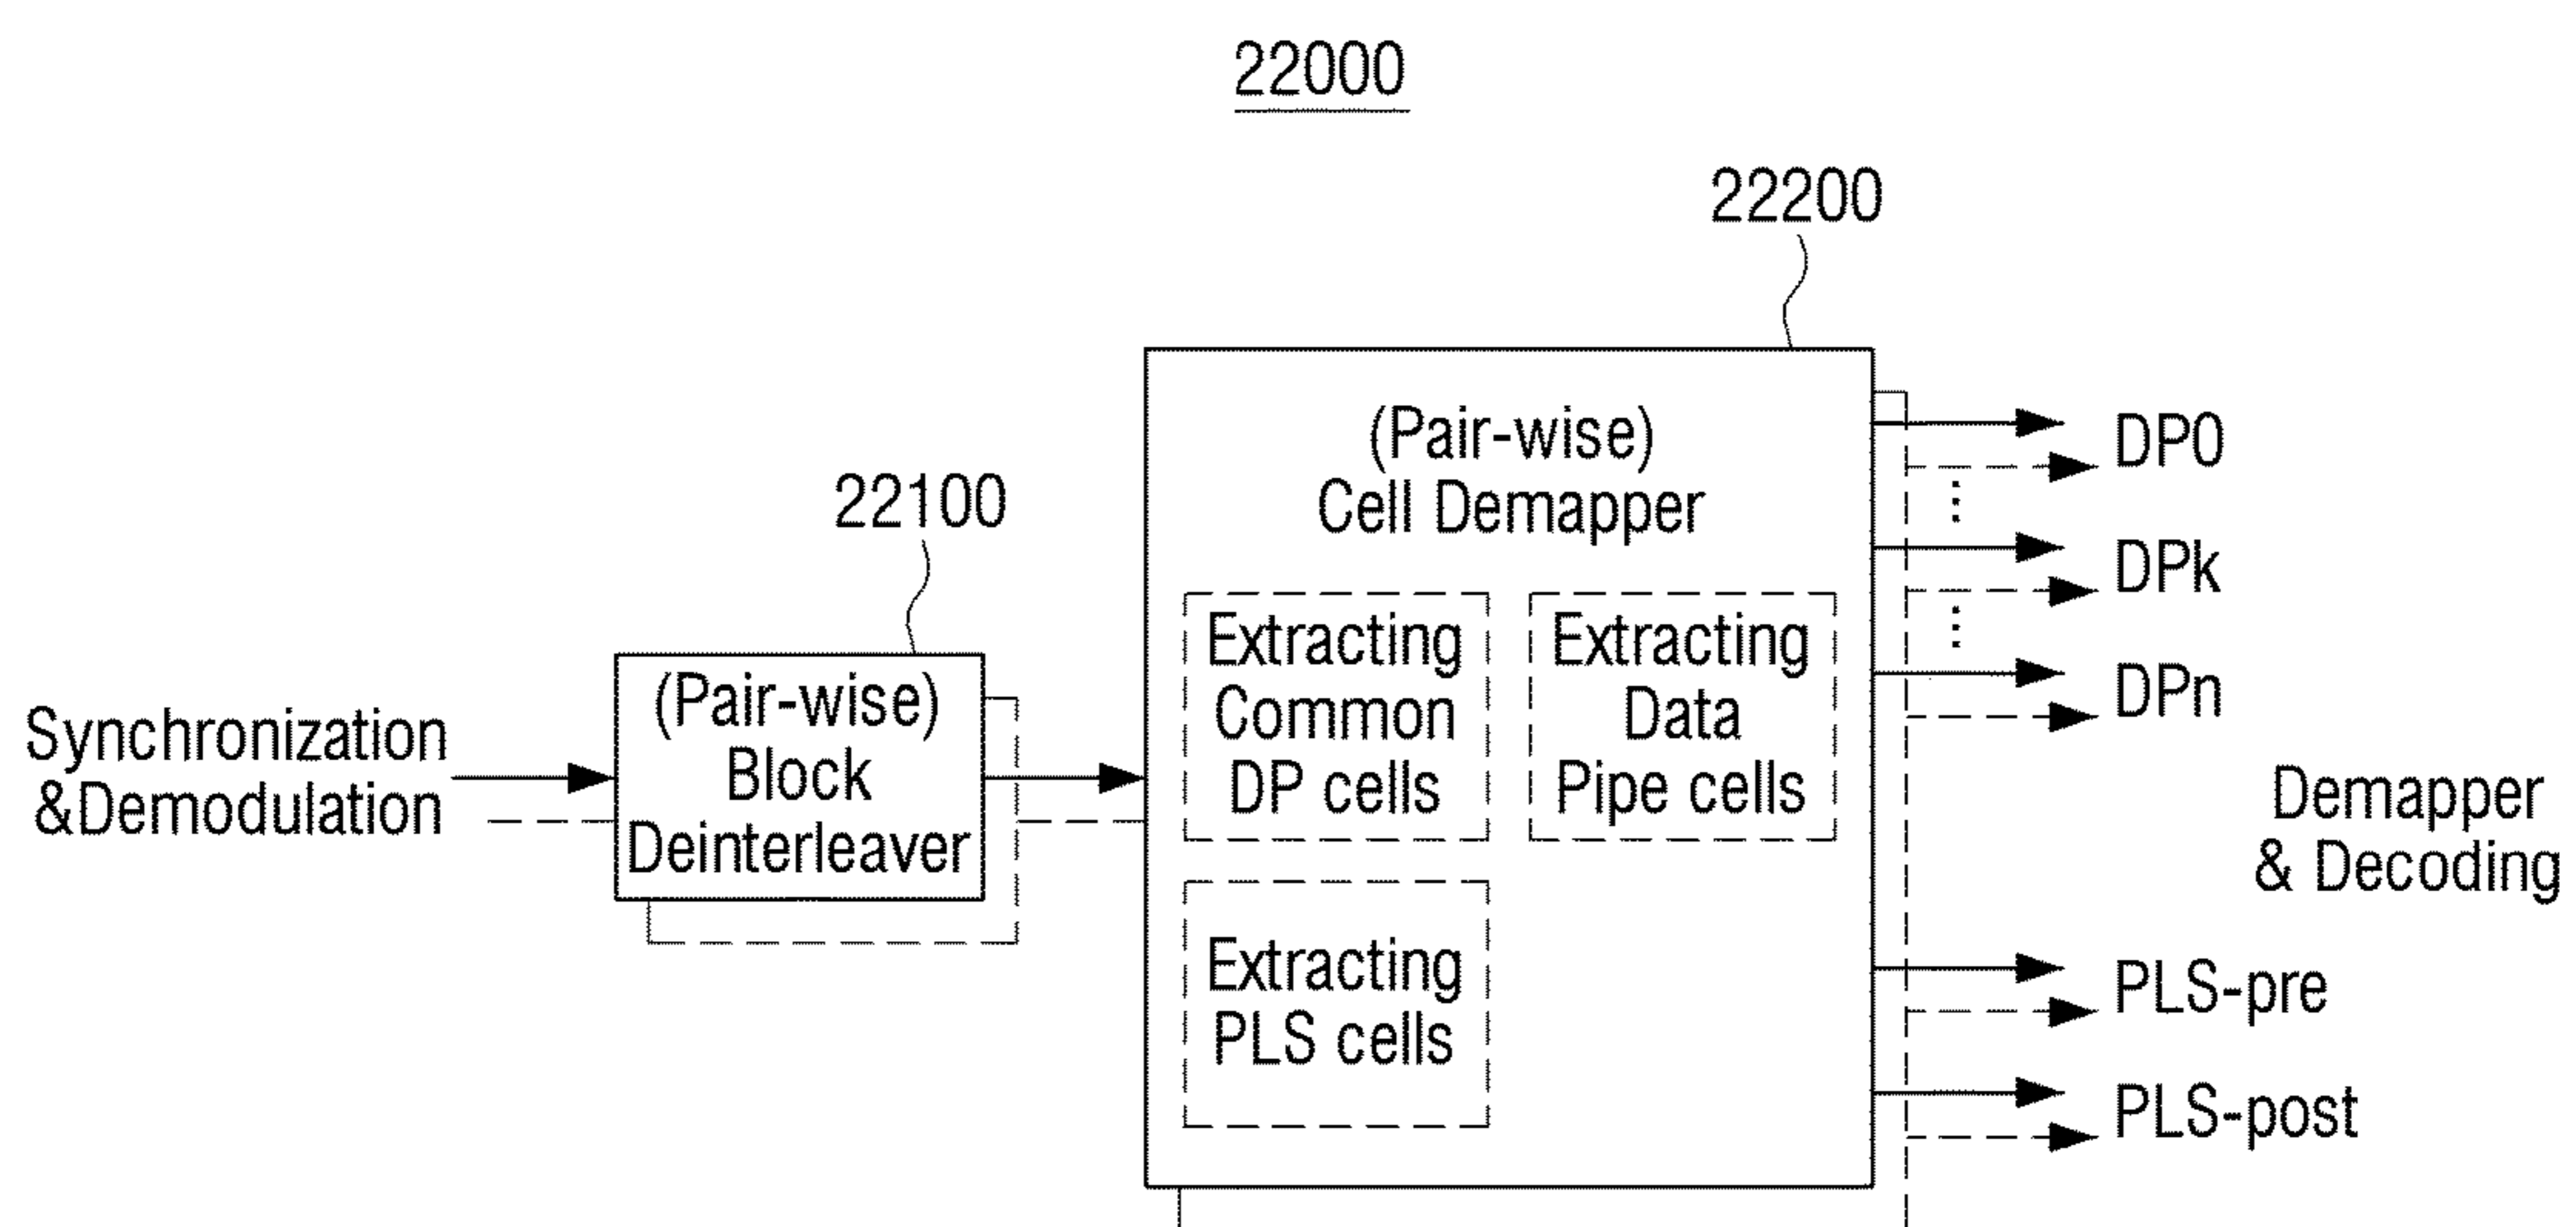 22000
22200
22100
(Pair-wise)
Cell Demapper
Extracting
Common
DP cells
Extracting
Data
Pipe cells
Extracting
PLS cells
(Pair-wise)
Block
Deinterleaver
Synchronization
&Demodulation
DP0
⋮
DPk
⋮
DPn
Demapper
& Decoding
PLS-pre
PLS-post